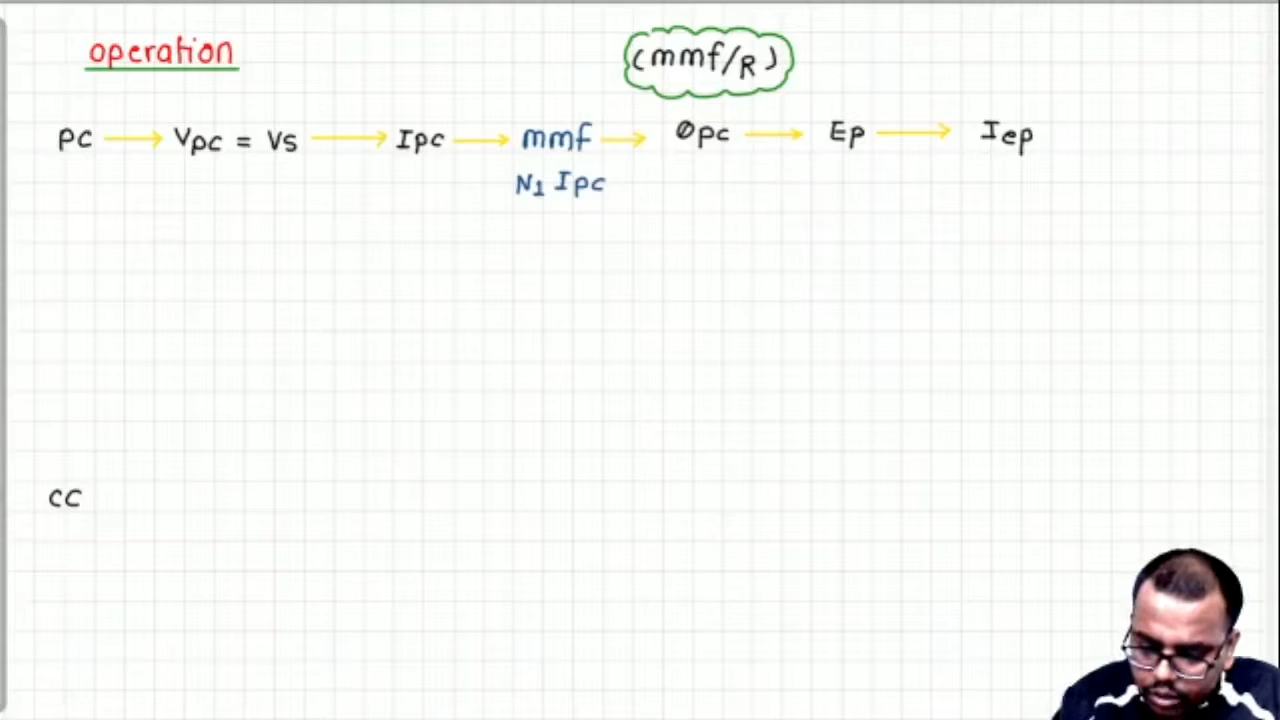 operation
(mmf/R)
PC → Vpc = Vs → Ipc → mmf → Øpc → Ep → Iep
N1 Ipc
CC